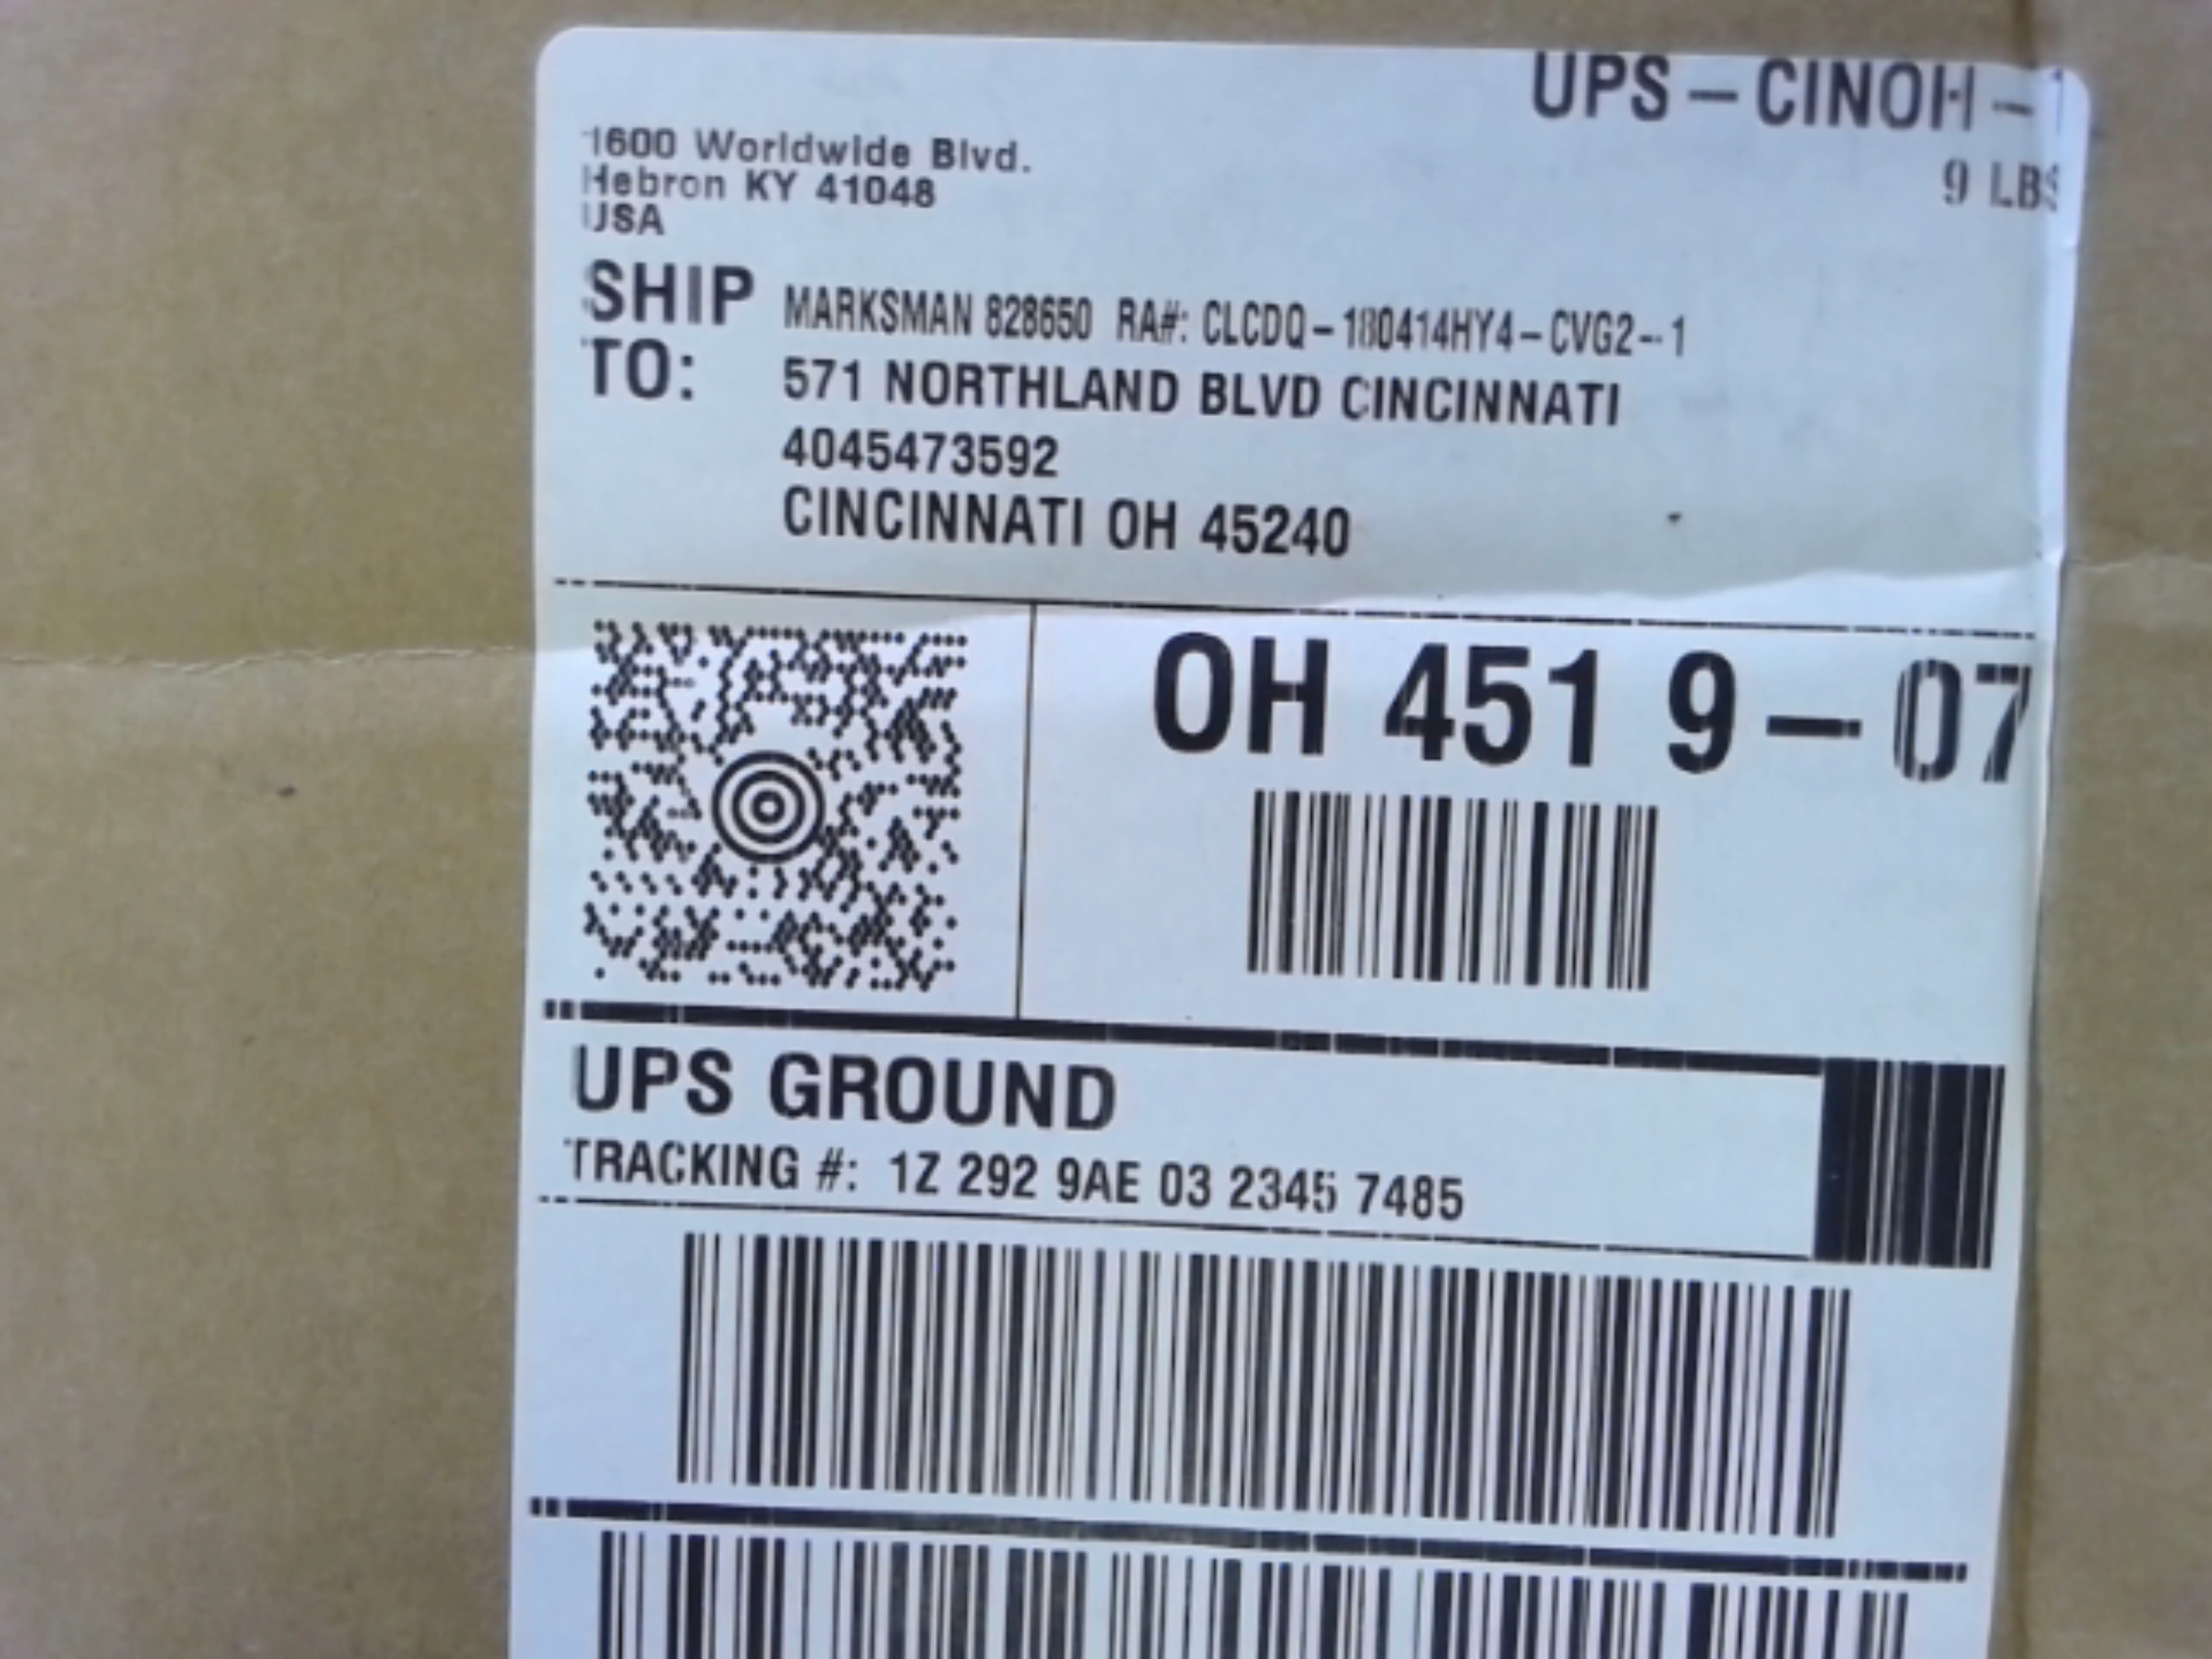 UPS - CINOH -
1600 Worldwide Blvd.
Hebron KY 41048
USA
9 LBS
SHIP TO:
MARKSMAN 828650 RA#: CLCDQ-180414HY4-CVG2-1
571 NORTHLAND BLVD CINCINNATI
4045473592
CINCINNATI OH 45240
OH 451 9-07
UPS GROUND
TRACKING #: 1Z 292 9AE 03 2345 7485